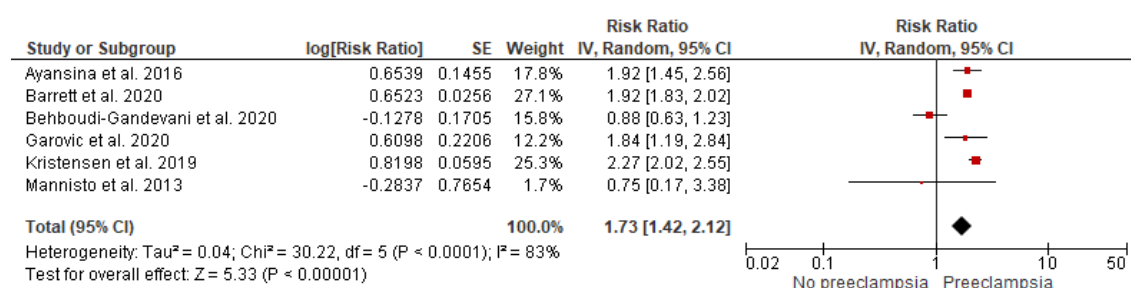 Risk Ratio Risk Ratio
Study or Subgroup log[Risk Ratio] SE Weight IV, Random, 95% CI IV, Random, 95% CI
Ayansina et al. 2016 0.6539 0.1455 17.8% 1.92 [1.45, 2.56]
Barrett et al. 2020 0.6523 0.0256 27.1% 1.92 [1.83, 2.02]
Behboudi-Gandevani et al. 2020 -0.1278 0.1705 15.8% 0.88 [0.63, 1.23]
Garovic et al. 2020 0.6098 0.2206 12.2% 1.84 [1.19, 2.84]
Kristensen et al. 2019 0.8198 0.0595 25.3% 2.27 [2.02, 2.55]
Mannisto et al. 2013 -0.2837 0.7654 1.7% 0.75 [0.17, 3.38]
Total (95% CI) 100.0% 1.73 [1.42, 2.12]
Heterogeneity: Tau² = 0.04; Chi² = 30.22, df = 5 (P < 0.0001); I² = 83%
Test for overall effect: Z = 5.33 (P < 0.00001)
0.02 0.1 1 10 50
No preeclampsia Preeclampsia